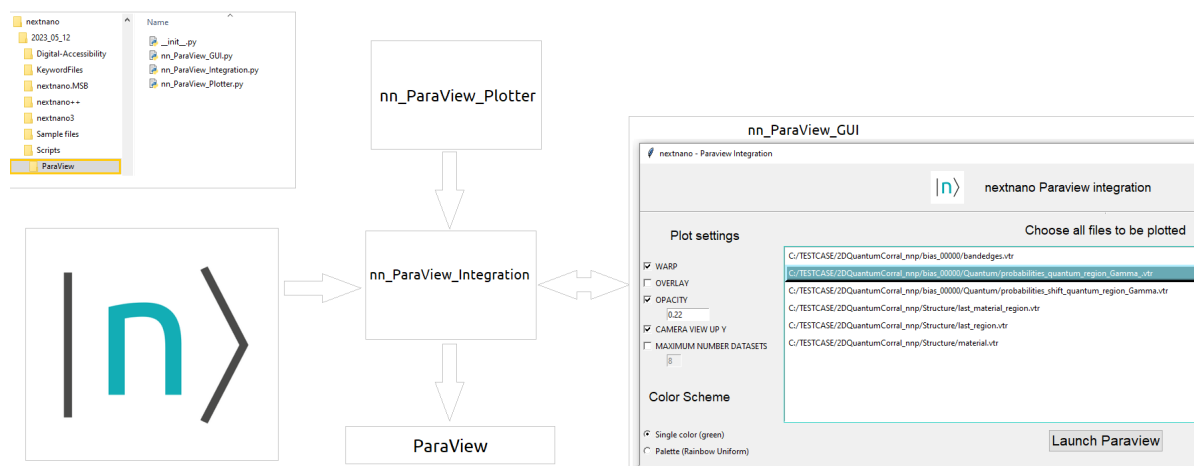 nextnano
2023_05_12
Digital-Accessibility
KeywordFiles
nextnano.MSB
nextnano++
nextnano3
Sample files
Scripts
ParaView
Name
__init__.py
nn_ParaView_GUI.py
nn_ParaView_Integration.py
nn_ParaView_Plotter.py
nn_ParaView_Plotter
nn_ParaView_Integration
ParaView
|n⟩
nn_ParaView_GUI
nextnano - Paraview Integration
|n⟩ nextnano Paraview integration
Plot settings
WARP
OVERLAY
OPACITY
0.22
CAMERA VIEW UP Y
MAXIMUM NUMBER DATASETS
8
Color Scheme
Single color (green)
Palette (Rainbow Uniform)
Choose all files to be plotted
C:/TESTCASE/2DQuantumCorral_nnp/bias_00000/bandedges.vtr
C:/TESTCASE/2DQuantumCorral_nnp/bias_00000/Quantum/probabilities_quantum_region_Gamma_.vtr
C:/TESTCASE/2DQuantumCorral_nnp/bias_00000/Quantum/probabilities_shift_quantum_region_Gamma.vtr
C:/TESTCASE/2DQuantumCorral_nnp/Structure/last_material_region.vtr
C:/TESTCASE/2DQuantumCorral_nnp/Structure/last_region.vtr
C:/TESTCASE/2DQuantumCorral_nnp/Structure/material.vtr
Launch Paraview